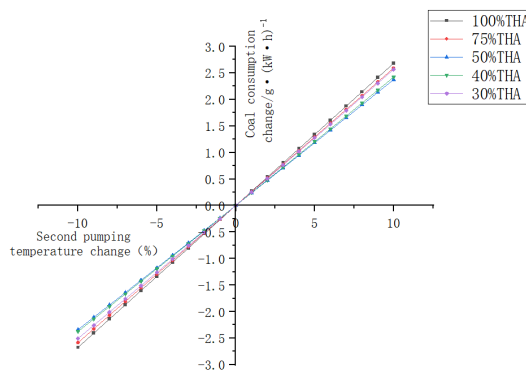 100%THA
75%THA
50%THA
40%THA
30%THA
Coal consumption
change/g•(kW•h)⁻¹
3.0
2.5
2.0
1.5
1.0
0.5
0.0
-0.5
-1.0
-1.5
-2.0
-2.5
-3.0
-10
-5
0
5
10
Second pumping
temperature change (%)